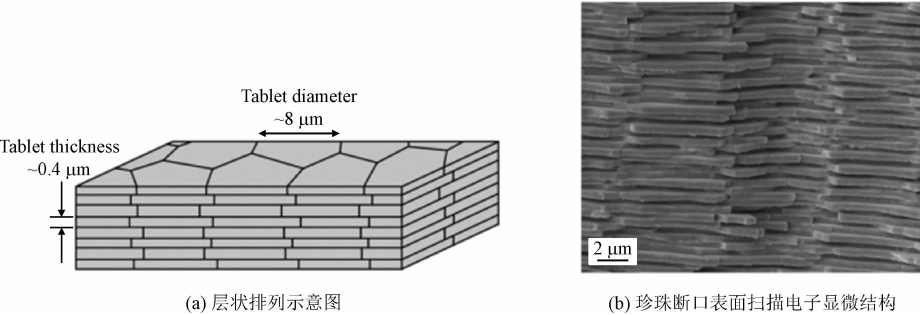 Tablet diameter
~8 μm
Tablet thickness
~0.4 μm
2 μm
(a) 层状排列示意图
(b) 珍珠断口表面扫描电子显微结构